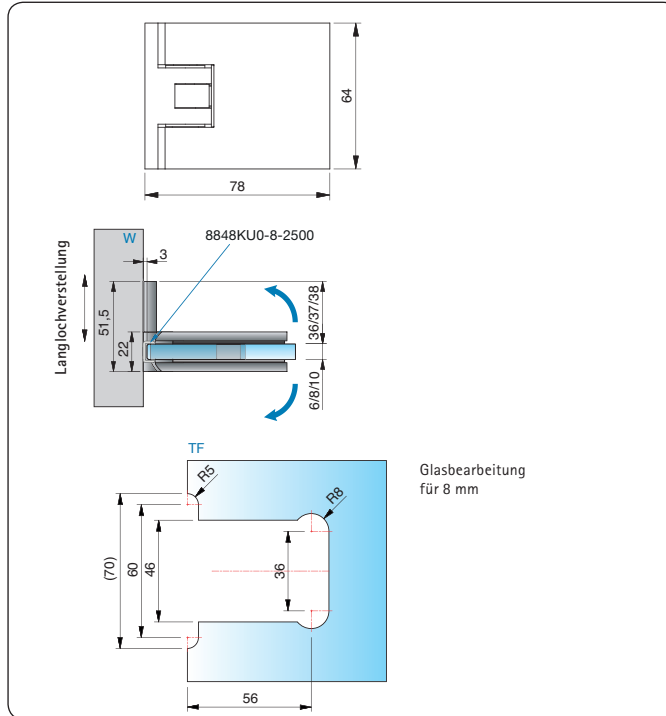 64
78
W
8848KU0-8-2500
3
Langlochverstellung
51,5
22
36/37/38
6/8/10
TF
R5
R8
Glasbearbeitung
für 8 mm
(70)
60
46
36
56